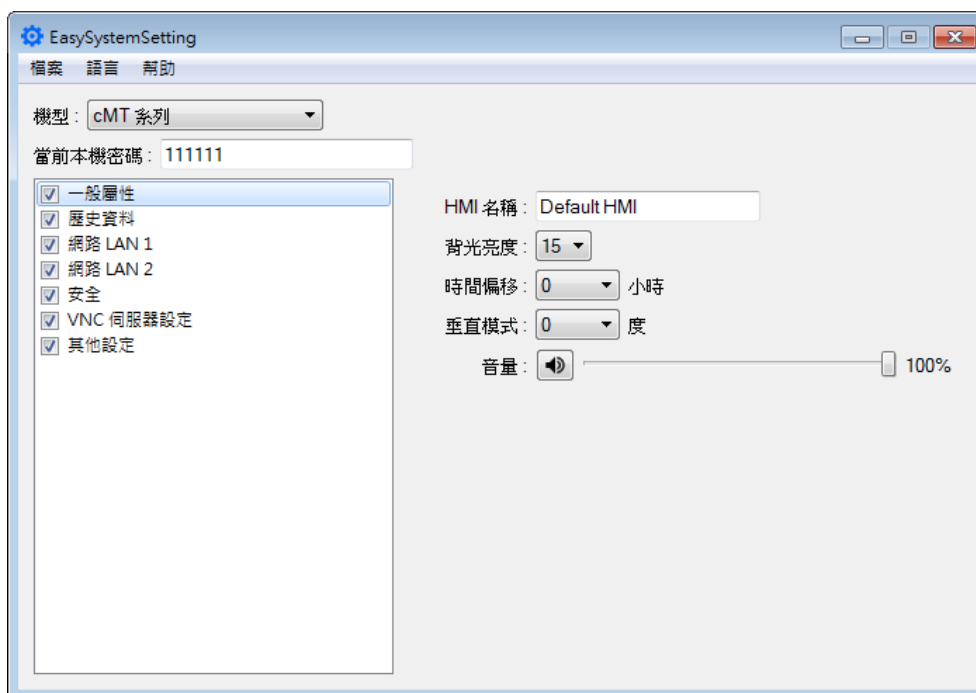 EasySystemSetting
檔案 語言 幫助
機型 : cMT 系列
當前本機密碼 : 111111
一般屬性
歷史資料
網路 LAN 1
網路 LAN 2
安全
VNC 伺服器設定
其他設定
HMI 名稱 : Default HMI
背光亮度 : 15
時間偏移 : 0 小時
垂直模式 : 0 度
音量 : 100%